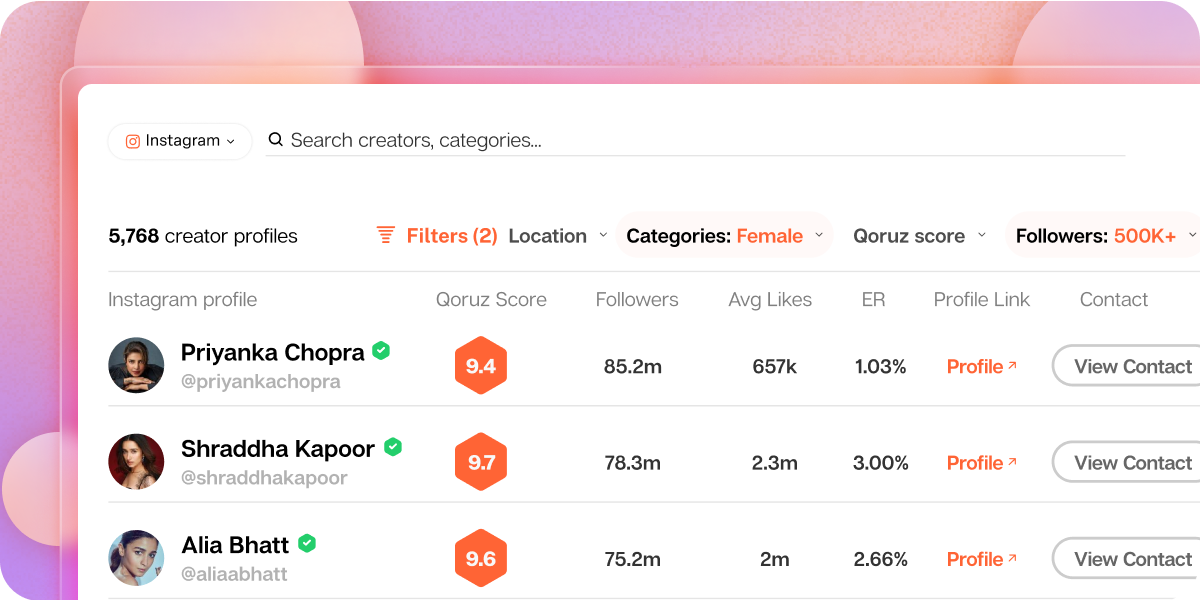 Instagram
Search creators, categories...
5,768 creator profiles Filters (2) Location Categories: Female Qoruz score Followers: 500K+
Instagram profile Qoruz Score Followers Avg Likes ER Profile Link Contact
Priyanka Chopra
@priyankachopra
9.4 85.2m 657k 1.03% Profile View Contact
Shraddha Kapoor
@shraddhakapoor
9.7 78.3m 2.3m 3.00% Profile View Contact
Alia Bhatt
@aliaabhatt
9.6 75.2m 2m 2.66% Profile View Contact